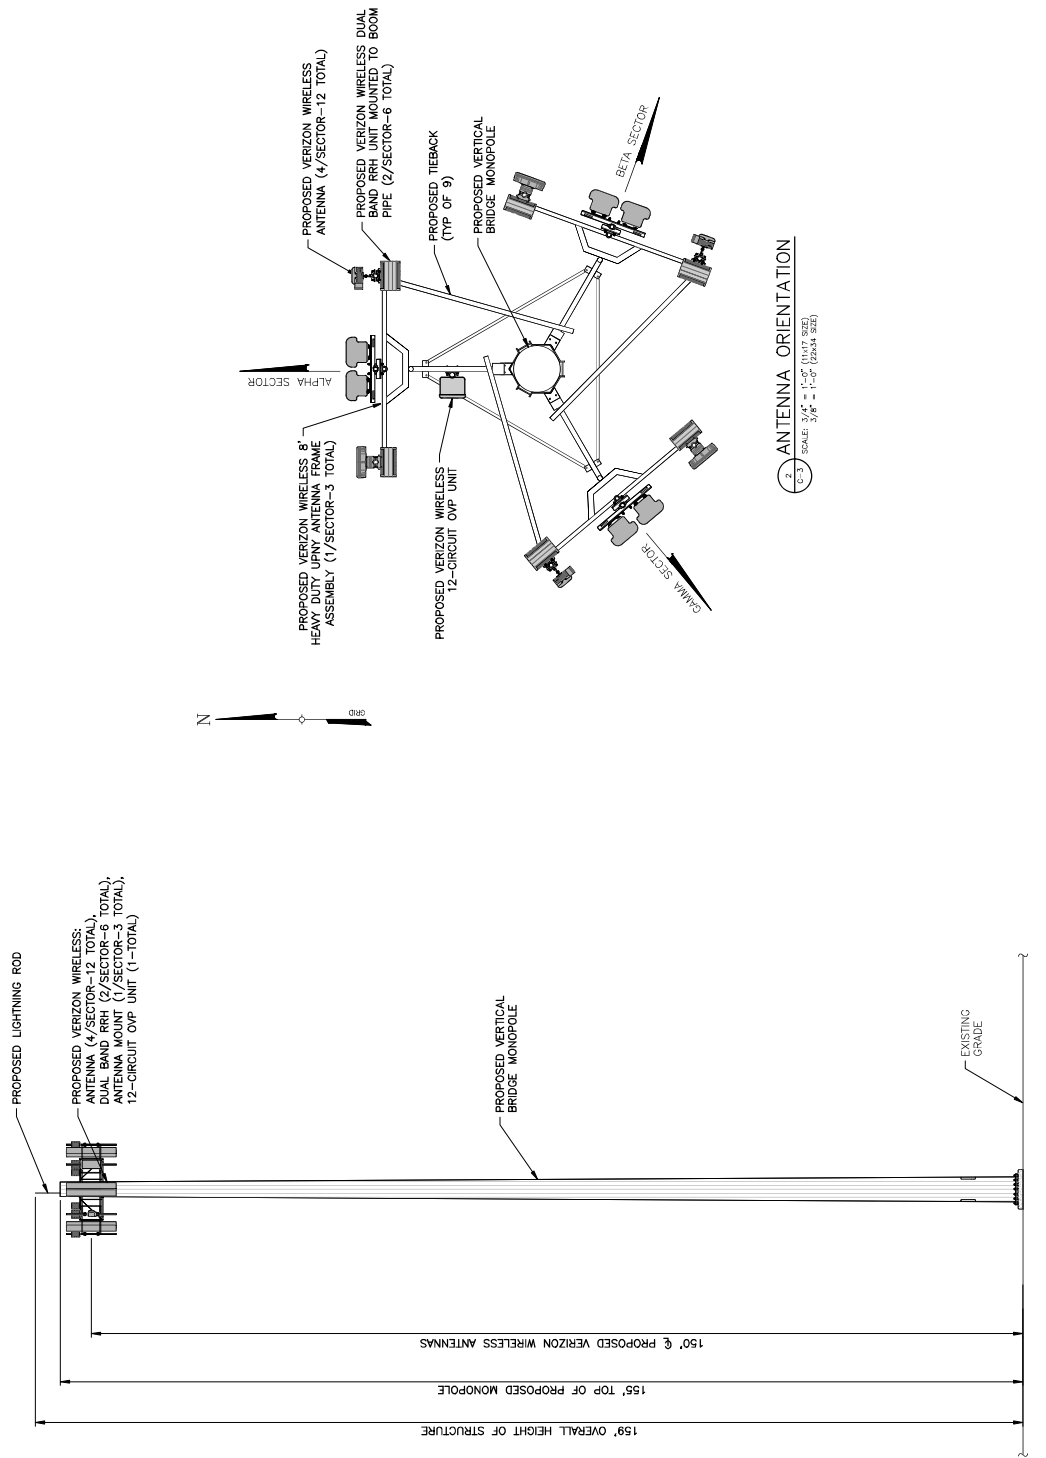 PROPOSED VERIZON WIRELESS
ANTENNA (4/SECTOR-12 TOTAL)
PROPOSED VERIZON WIRELESS DUAL
BAND RRH UNIT MOUNTED TO BOOM
PIPE (2/SECTOR-6 TOTAL)
PROPOSED TIEBACK
(TYP OF 9)
PROPOSED VERTICAL
BRIDGE MONOPOLE
BETA SECTOR
ALPHA SECTOR
GAMMA SECTOR
PROPOSED VERIZON WIRELESS 8'
HEAVY DUTY UPNY ANTENNA FRAME
ASSEMBLY (1/SECTOR-3 TOTAL)
PROPOSED VERIZON WIRELESS
12-CIRCUIT OVP UNIT
2
C-3
ANTENNA ORIENTATION
SCALE: 3/4" = 1'-0" (11x17 SIZE)
3/8" = 1'-0" (22x34 SIZE)
N
GRID
PROPOSED LIGHTNING ROD
PROPOSED VERIZON WIRELESS:
ANTENNA (4/SECTOR-12 TOTAL),
DUAL BAND RRH (2/SECTOR-6 TOTAL),
ANTENNA MOUNT (1/SECTOR-3 TOTAL),
12-CIRCUIT OVP UNIT (1-TOTAL)
PROPOSED VERTICAL
BRIDGE MONOPOLE
EXISTING
GRADE
150' ℄ PROPOSED VERIZON WIRELESS ANTENNAS
155' TOP OF PROPOSED MONOPOLE
159' OVERALL HEIGHT OF STRUCTURE